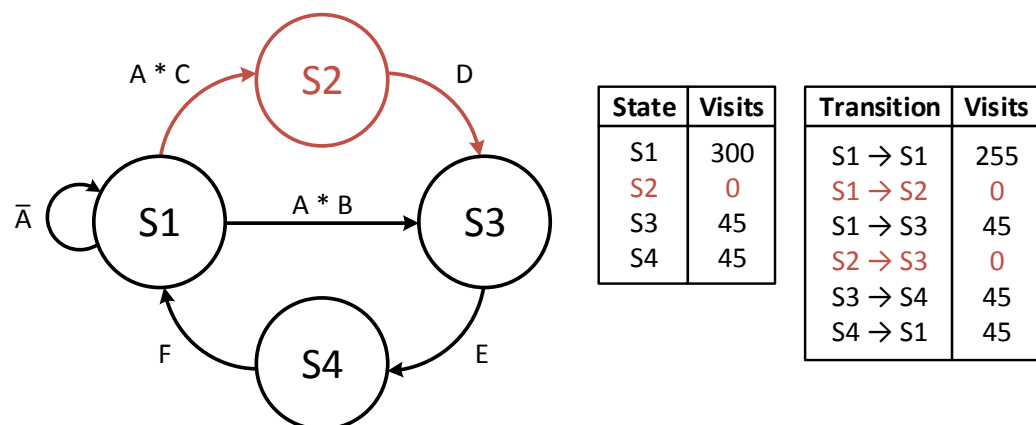 A * C
S2
D
Ā
S1
A * B
S3
F
S4
E
State Visits
S1 300
S2 0
S3 45
S4 45
Transition Visits
S1 → S1 255
S1 → S2 0
S1 → S3 45
S2 → S3 0
S3 → S4 45
S4 → S1 45